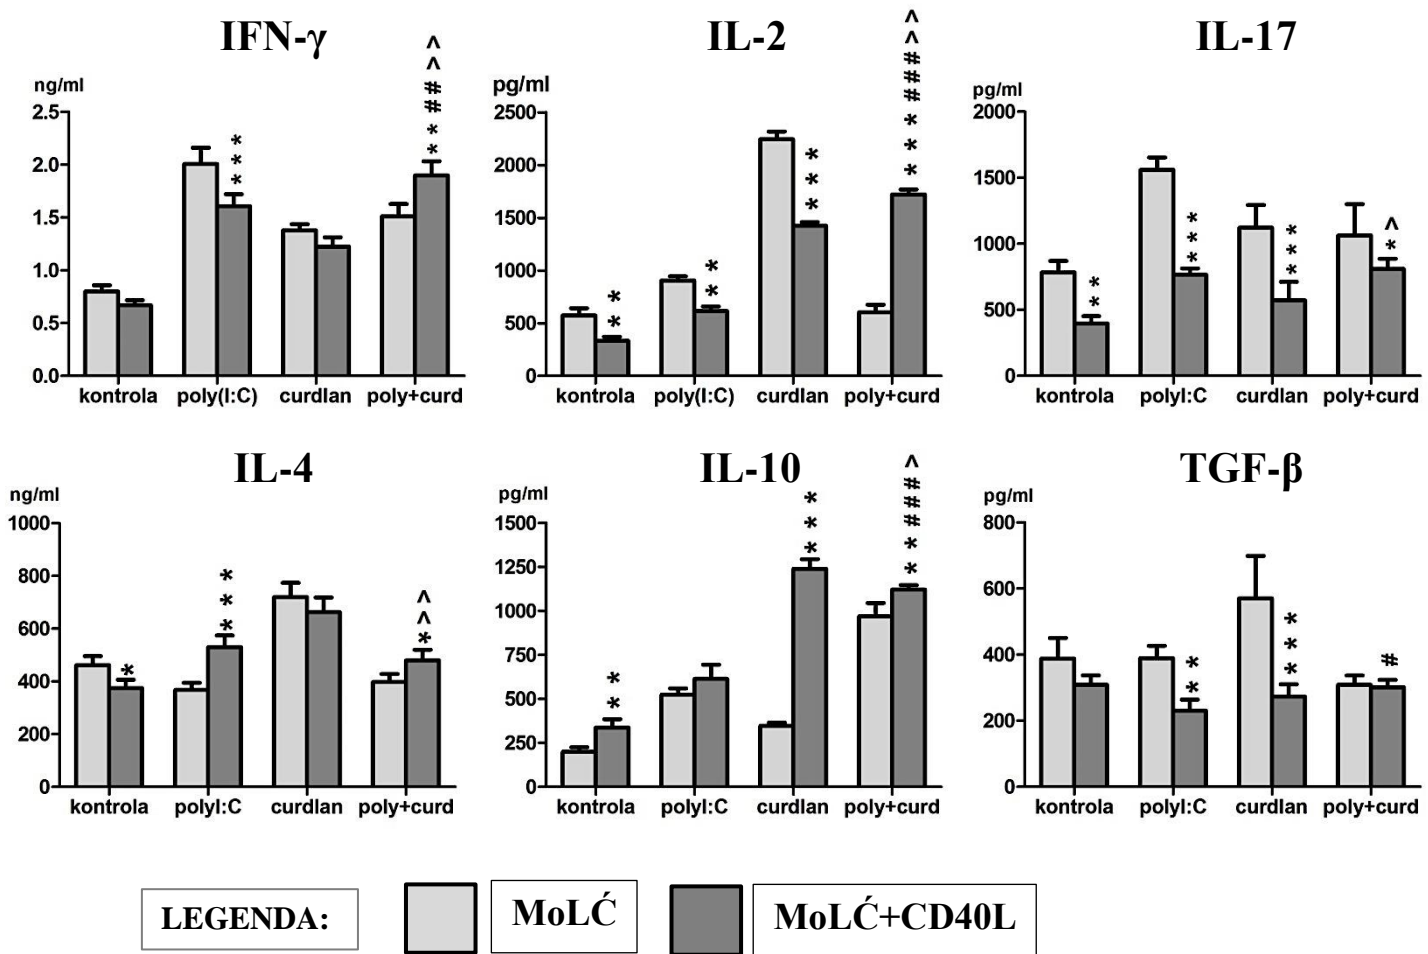 IFN-γ
ng/ml
2.5
2.0
1.5
1.0
0.5
0.0
kontrola poly(I:C) curdlan poly+curd
* * *
^ ^ # # * *
IL-2
pg/ml
2500
2000
1500
1000
500
0
kontrola poly(I:C) curdlan poly+curd
* *
* *
* * *
^ ^ # # # * * *
IL-17
pg/ml
2000
1500
1000
500
0
kontrola polyI:C curdlan poly+curd
* *
* * *
* * *
^ *
IL-4
ng/ml
1000
800
600
400
200
0
kontrola polyI:C curdlan poly+curd
*
* * *
^ ^ *
IL-10
pg/ml
1500
1250
1000
750
500
250
0
kontrola polyI:C curdlan poly+curd
* *
* * *
^ # # # * *
TGF-β
pg/ml
800
600
400
200
0
kontrola polyI:C curdlan poly+curd
* *
* * *
#
LEGENDA: MoLĆ MoLĆ+CD40L